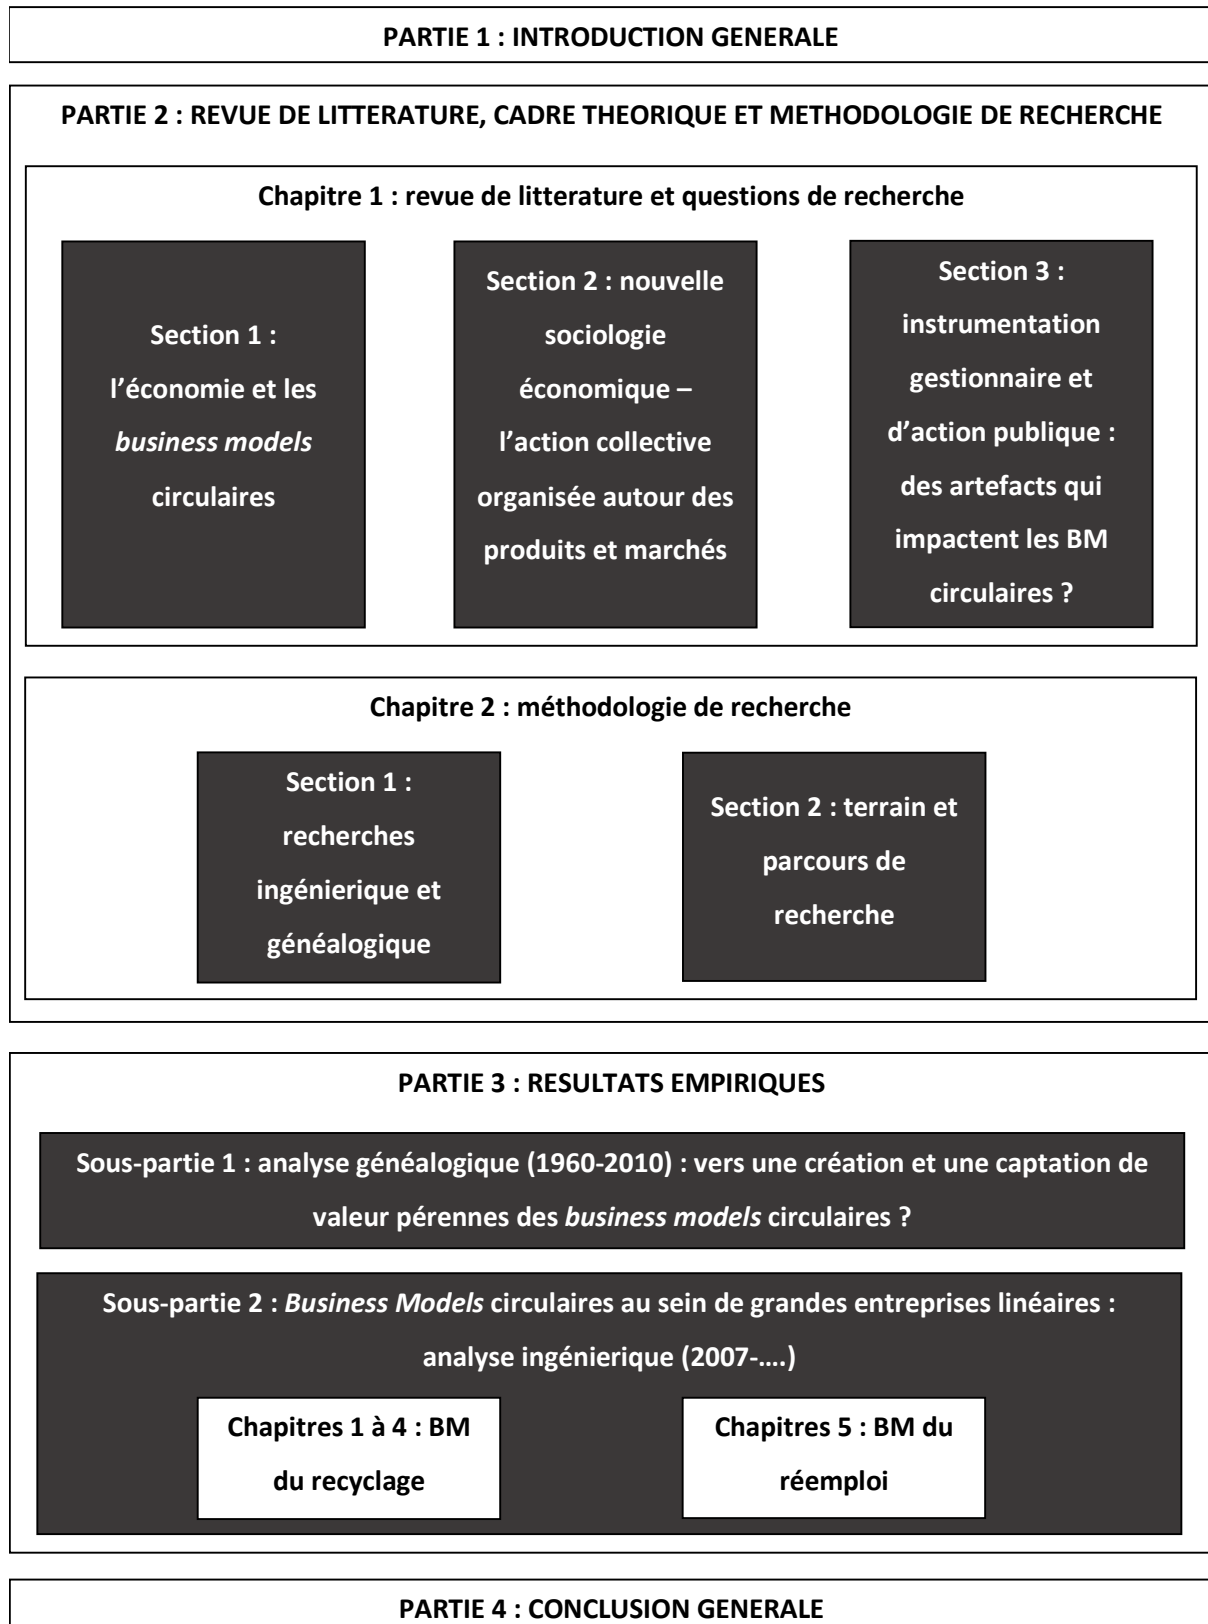 PARTIE 1 : INTRODUCTION GENERALE
PARTIE 2 : REVUE DE LITTERATURE, CADRE THEORIQUE ET METHODOLOGIE DE RECHERCHE
Chapitre 1 : revue de litterature et questions de recherche
Section 1 :
l’économie et les
business models
circulaires
Section 2 : nouvelle
sociologie
économique –
l’action collective
organisée autour des
produits et marchés
Section 3 :
instrumentation
gestionnaire et
d’action publique :
des artefacts qui
impactent les BM
circulaires ?
Chapitre 2 : méthodologie de recherche
Section 1 :
recherches
ingénierique et
généalogique
Section 2 : terrain et
parcours de
recherche
PARTIE 3 : RESULTATS EMPIRIQUES
Sous-partie 1 : analyse généalogique (1960-2010) : vers une création et une captation de
valeur pérennes des business models circulaires ?
Sous-partie 2 : Business Models circulaires au sein de grandes entreprises linéaires :
analyse ingénierique (2007-….)
Chapitres 1 à 4 : BM
du recyclage
Chapitres 5 : BM du
réemploi
PARTIE 4 : CONCLUSION GENERALE